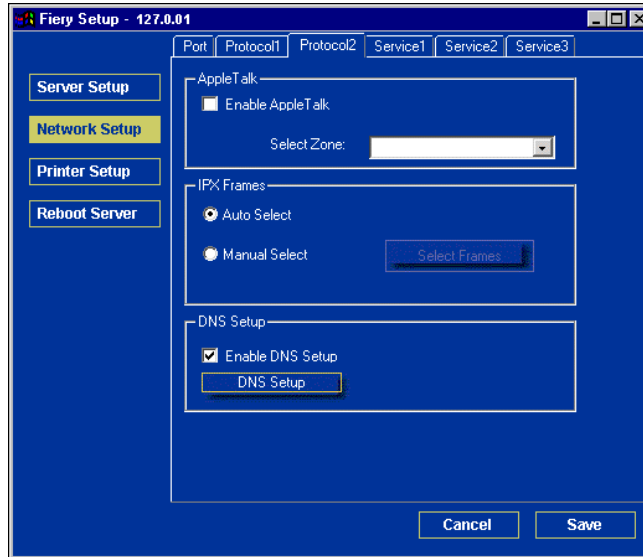 Fiery Setup - 127.0.01
Port Protocol1 Protocol2 Service1 Service2 Service3
Server Setup
Network Setup
Printer Setup
Reboot Server
AppleTalk
Enable AppleTalk
Select Zone:
IPX Frames
Auto Select
Manual Select
Select Frames
DNS Setup
Enable DNS Setup
DNS Setup
Cancel
Save